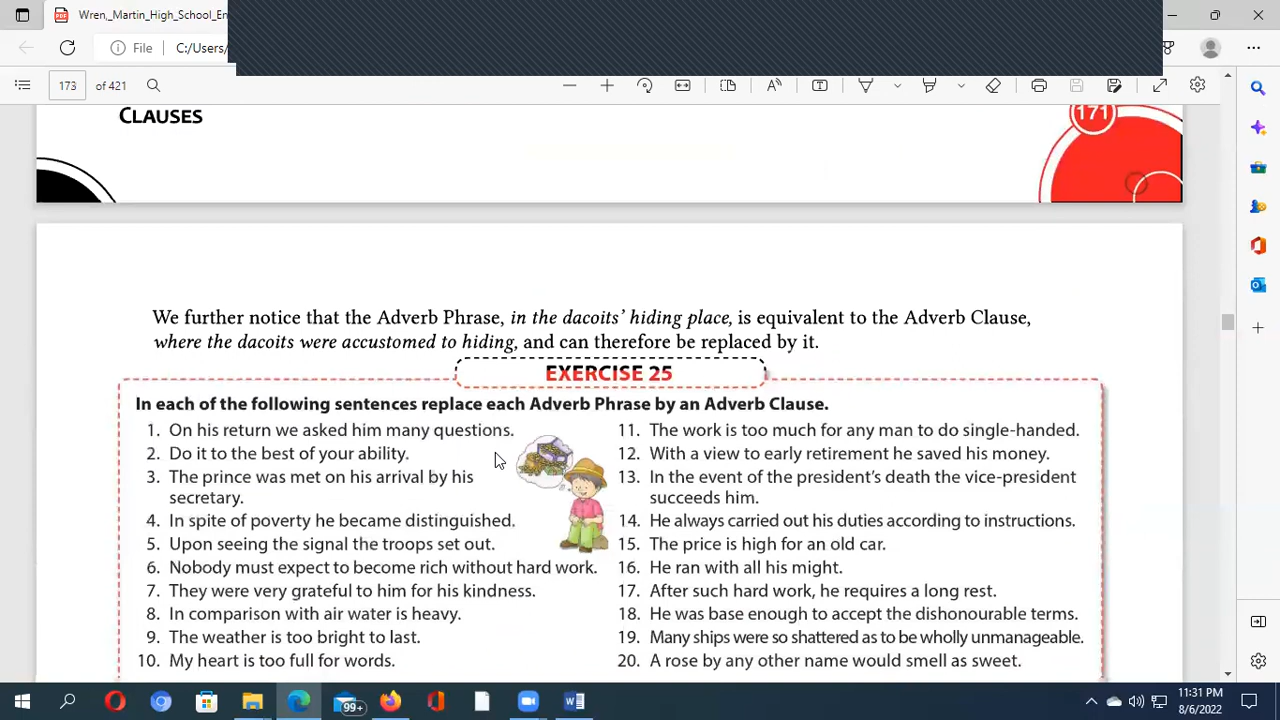 PDF
Wren_High_School_En
File
C:/Users/
173
of 421
CLAUSES
171
We further notice that the Adverb Phrase, in the dacoits’ hiding place, is equivalent to the Adverb Clause,
where the dacoits were accustomed to hiding, and can therefore be replaced by it.
EXERCISE 25
In each of the following sentences replace each Adverb Phrase by an Adverb Clause.
1. On his return we asked him many questions.
2. Do it to the best of your ability.
3. The prince was met on his arrival by his
secretary.
4. In spite of poverty he became distinguished.
5. Upon seeing the signal the troops set out.
6. Nobody must expect to become rich without hard work.
7. They were very grateful to him for his kindness.
8. In comparison with air water is heavy.
9. The weather is too bright to last.
10. My heart is too full for words.
11. The work is too much for any man to do single-handed.
12. With a view to early retirement he saved his money.
13. In the event of the president’s death the vice-president
succeeds him.
14. He always carried out his duties according to instructions.
15. The price is high for an old car.
16. He ran with all his might.
17. After such hard work, he requires a long rest.
18. He was base enough to accept the dishonourable terms.
19. Many ships were so shattered as to be wholly unmanageable.
20. A rose by any other name would smell as sweet.
99+
11:31 PM
8/6/2022